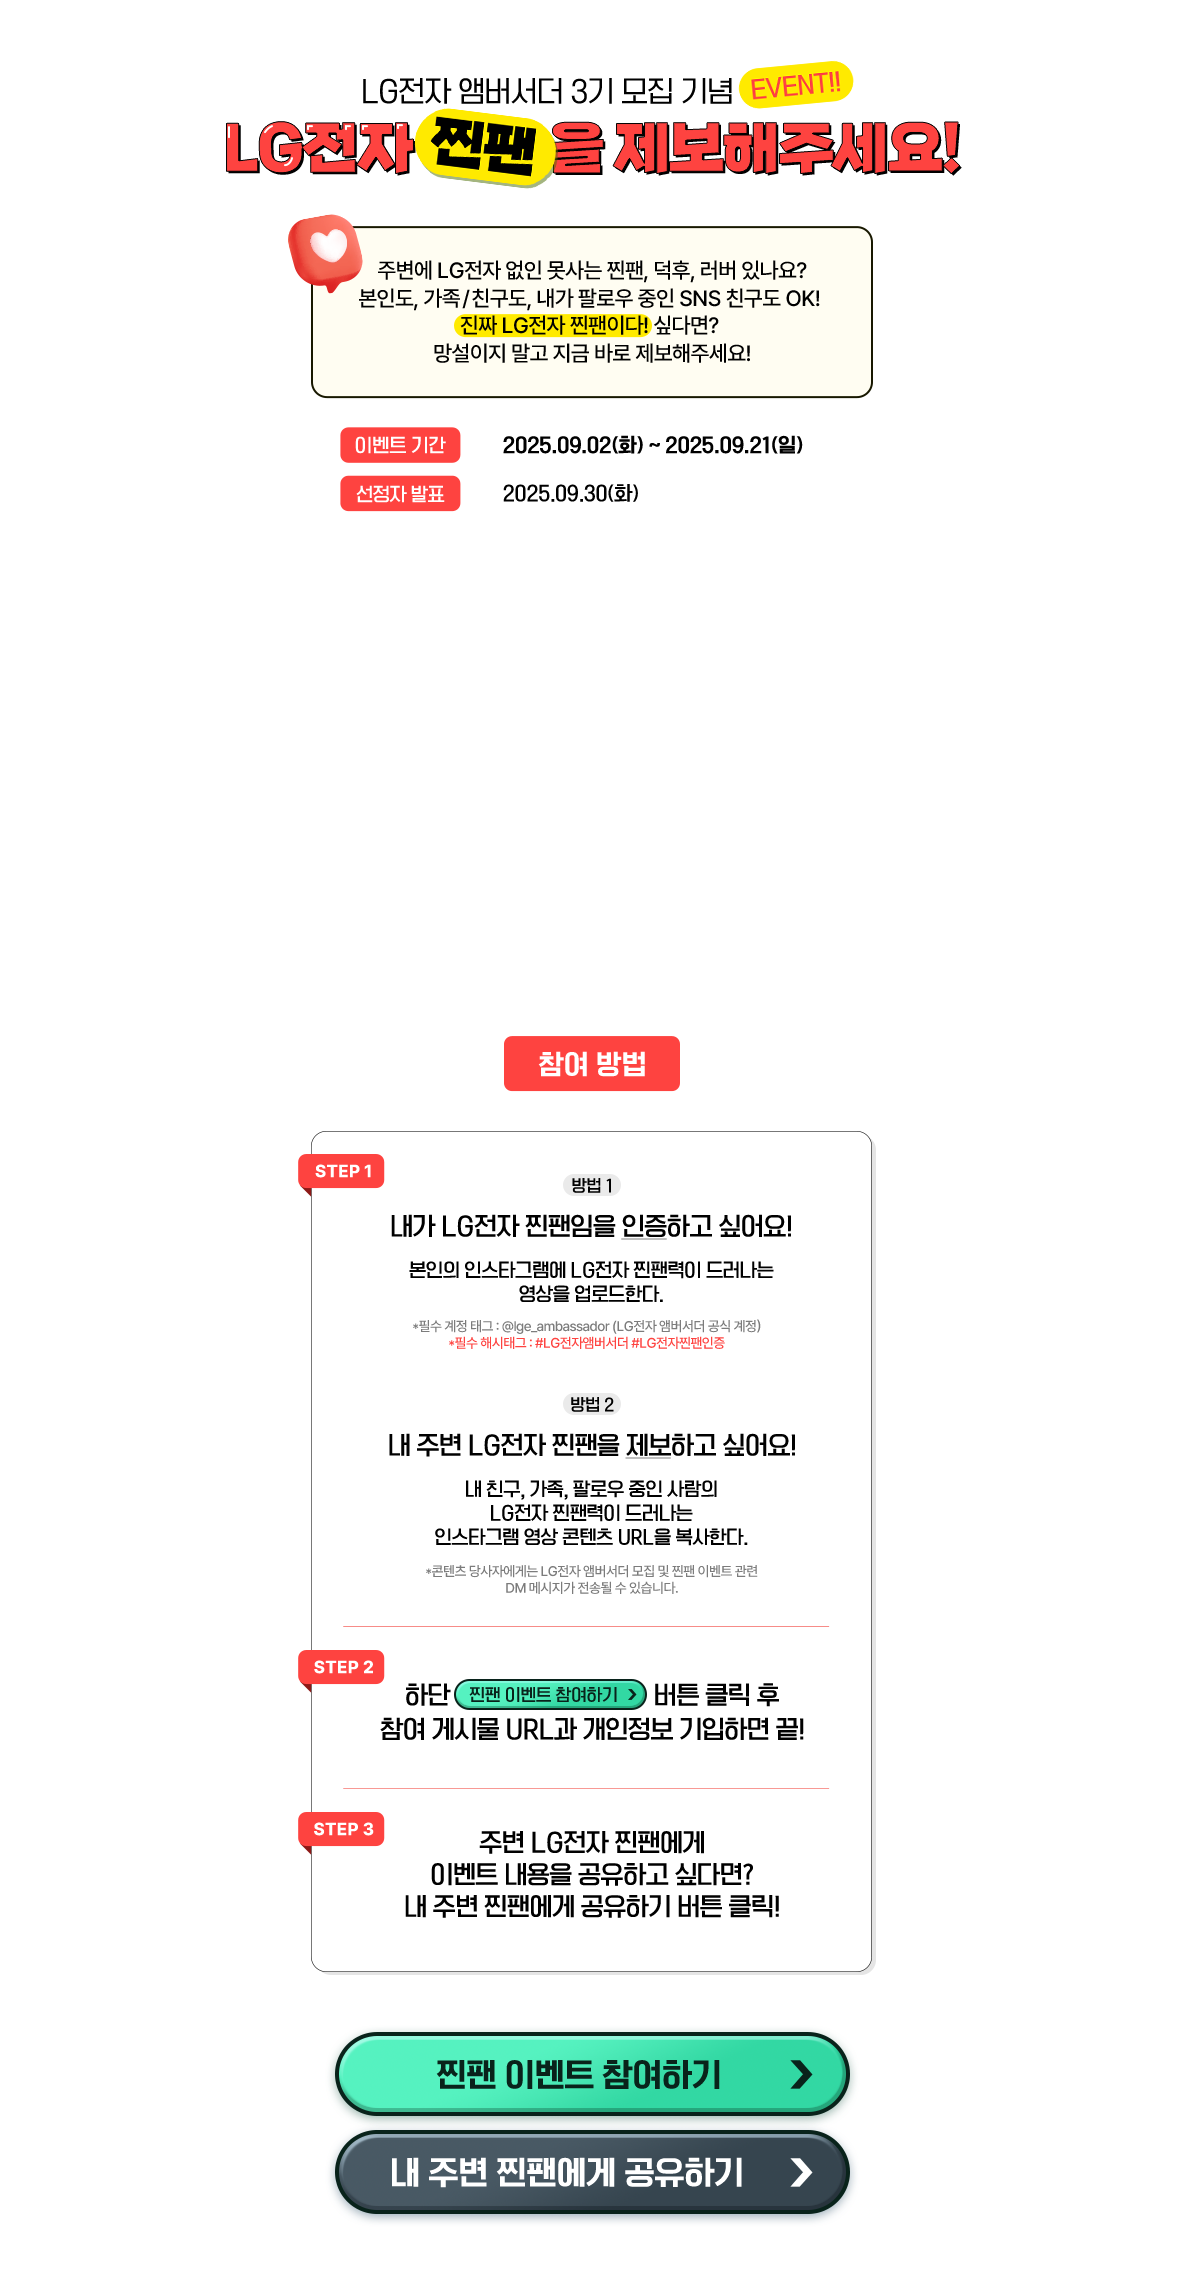 LG전자 앰버서더 3기 모집 기념 EVENT!!
LG전자 찐팬을 제보해주세요!
주변에 LG전자 없인 못사는 찐팬, 덕후, 러버 있나요?
본인도, 가족/친구도, 내가 팔로우 중인 SNS 친구도 OK!
진짜 LG전자 찐팬이다! 싶다면?
망설이지 말고 지금 바로 제보해주세요!
이벤트 기간 2025.09.02(화) ~ 2025.09.21(일)
선정자 발표 2025.09.30(화)
참여 방법
STEP 1
방법 1
내가 LG전자 찐팬임을 인증하고 싶어요!
본인의 인스타그램에 LG전자 찐팬력이 드러나는
영상을 업로드한다.
*필수 계정 태그 : @lge_ambassador (LG전자 앰버서더 공식 계정)
*필수 해시태그 : #LG전자앰버서더 #LG전자찐팬인증
방법 2
내 주변 LG전자 찐팬을 제보하고 싶어요!
내 친구, 가족, 팔로우 중인 사람의
LG전자 찐팬력이 드러나는
인스타그램 영상 콘텐츠 URL을 복사한다.
*콘텐츠 당사자에게는 LG전자 앰버서더 모집 및 찐팬 이벤트 관련
DM 메시지가 전송될 수 있습니다.
STEP 2
하단 찐팬 이벤트 참여하기 > 버튼 클릭 후
참여 게시물 URL과 개인정보 기입하면 끝!
STEP 3
주변 LG전자 찐팬에게
이벤트 내용을 공유하고 싶다면?
내 주변 찐팬에게 공유하기 버튼 클릭!
찐팬 이벤트 참여하기 >
내 주변 찐팬에게 공유하기 >